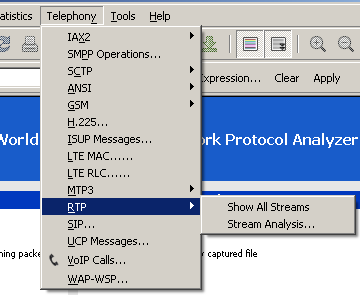 atistics Telephony Tools Help
IAX2
SMPP Operations...
SCTP
ANSI
Expression... Clear Apply
GSM
H.225...
ISUP Messages...
World
rk Protocol Analyzer
LTE MAC......
LTE RLC......
MTP3
RTP
Show All Streams
SIP...
Stream Analysis...
UCP Messages...
ning packe
captured file
VoIP Calls...
WAP-WSP...